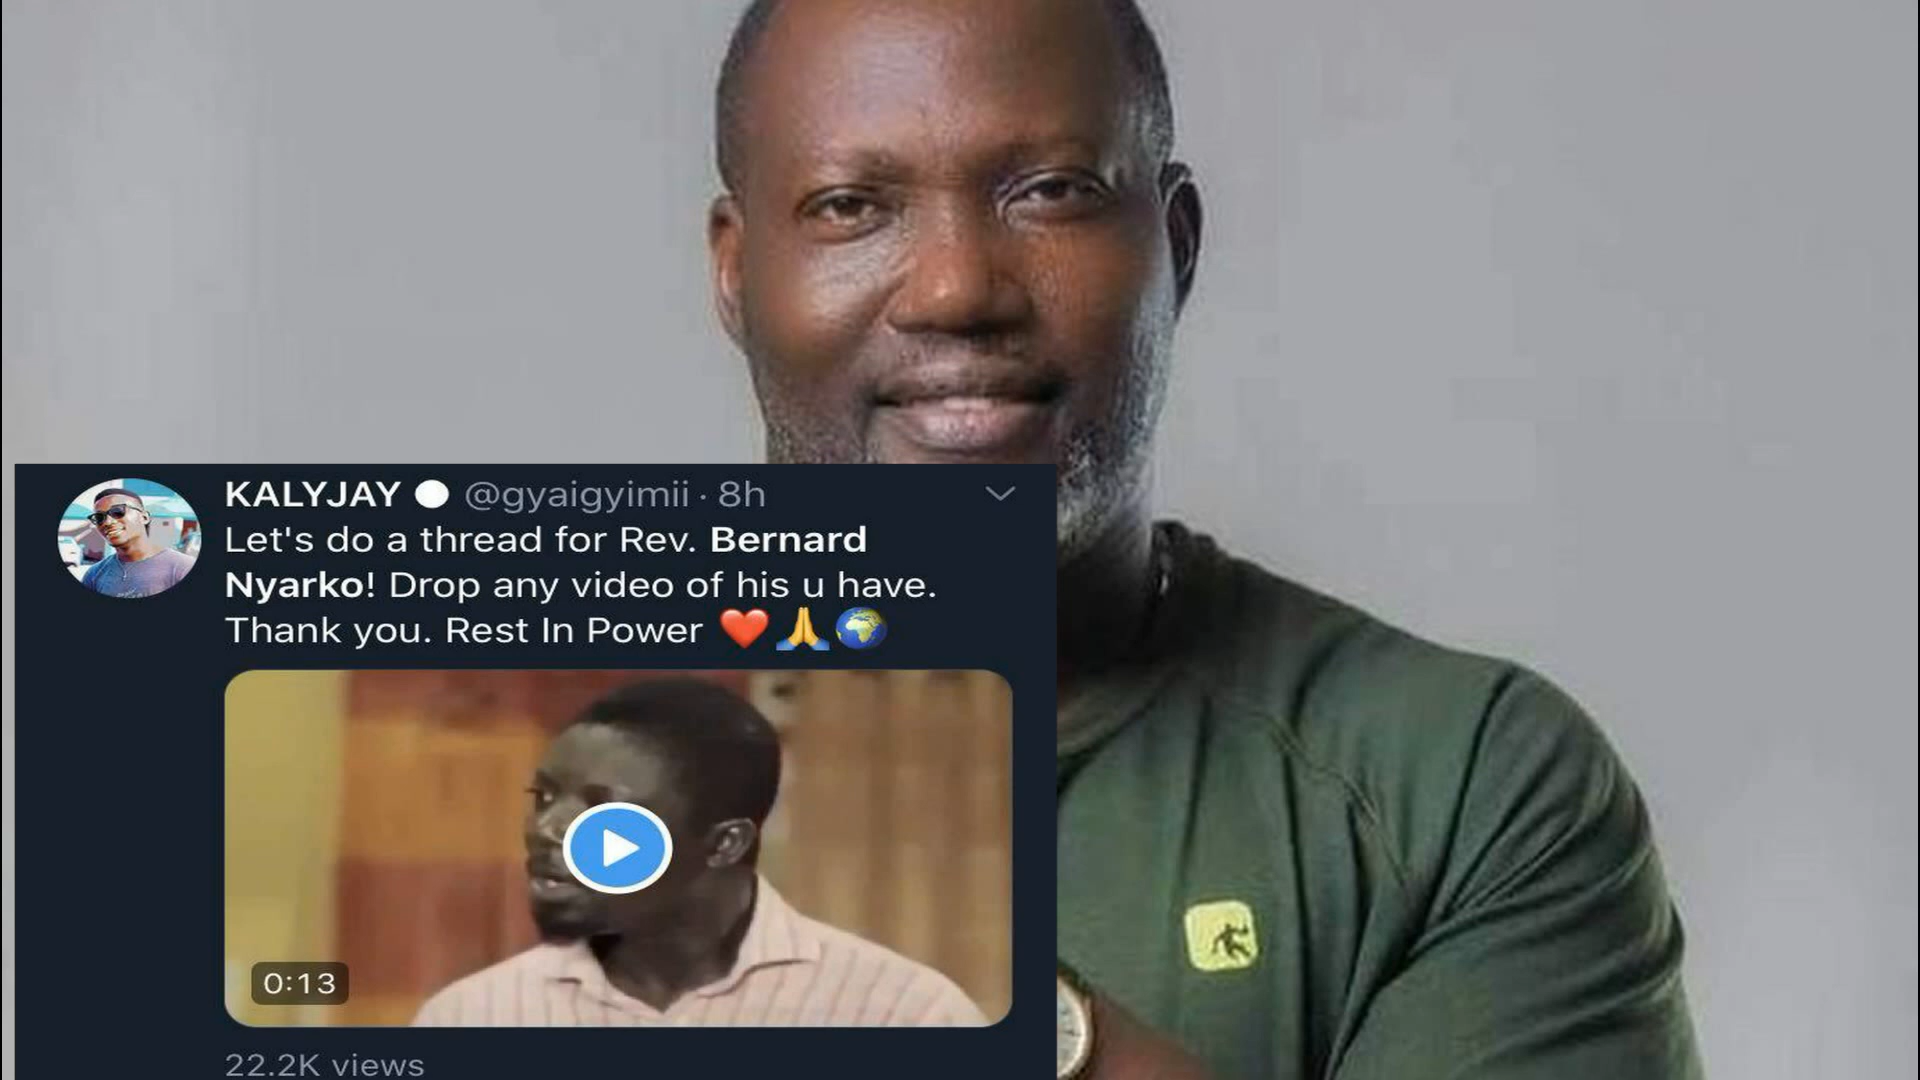 KALYJAY @gyaigyimii · 8h
Let's do a thread for Rev. Bernard
Nyarko! Drop any video of his u have.
Thank you. Rest In Power ❤️🙏🌍
0:13
22.2K views